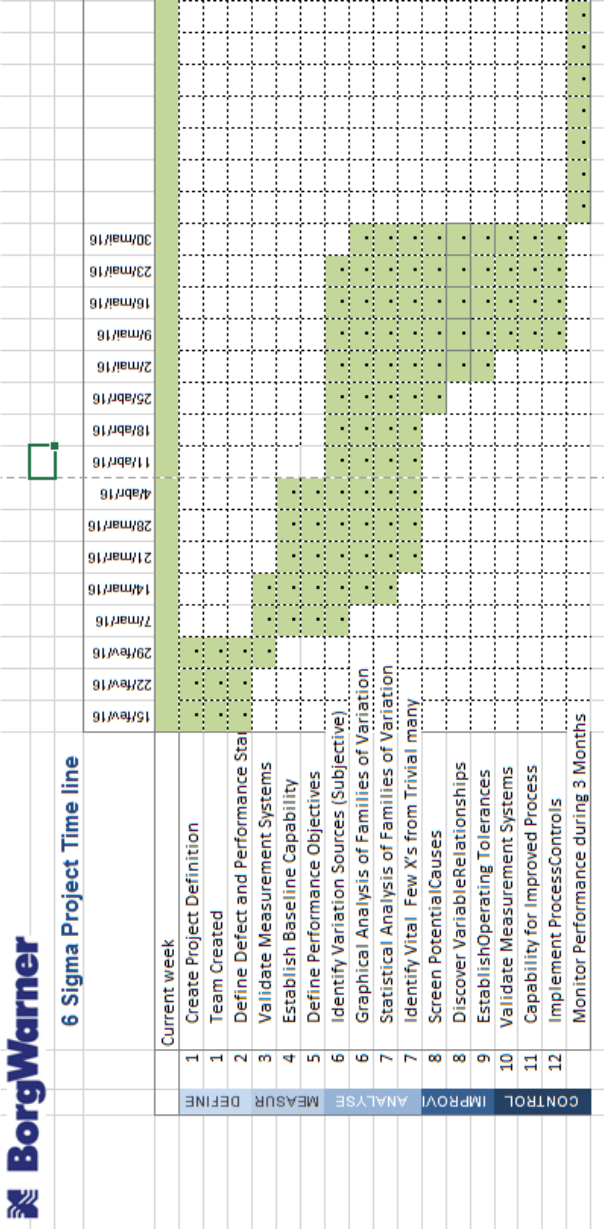 BorgWarner
6 Sigma Project Time line
15/fev/16 22/fev/16 29/fev/16 7/mar/16 14/mar/16 21/mar/16 28/mar/16 4/abr/16 11/abr/16 18/abr/16 25/abr/16 2/mai/16 9/mai/16 16/mai/16 23/mai/16 30/mai/16
Current week
DEFINE
1 Create Project Definition
1 Team Created
2 Define Defect and Performance Sta
MEASUR
3 Validate Measurement Systems
4 Establish Baseline Capability
5 Define Performance Objectives
ANALYSE
6 Identify Variation Sources (Subjective)
6 Graphical Analysis of Families of Variation
7 Statistical Analysis of Families of Variation
7 Identify Vital Few X's from Trivial many
IMPROVI
8 Screen PotentialCauses
8 Discover VariableRelationships
9 EstablishOperating Tolerances
CONTROL
10 Validate Measurement Systems
11 Capability for Improved Process
12 Implement ProcessControls
Monitor Performance during 3 Months